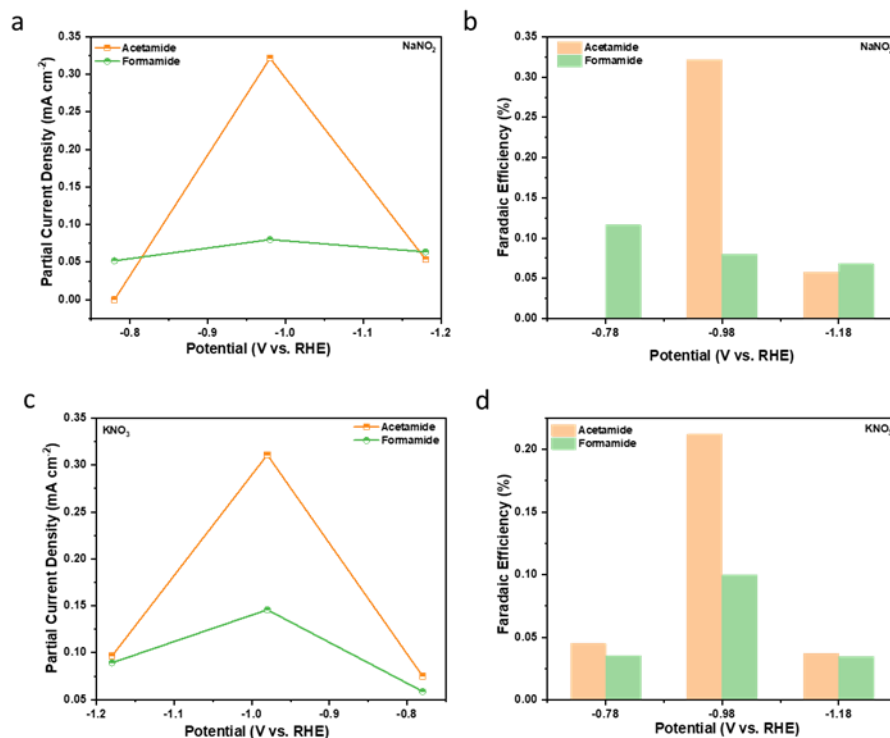 a
0.35
0.30
0.25
0.20
0.15
0.10
0.05
0.00
Partial Current Density (mA cm⁻²)
Acetamide
Formamide
NaNO₂
-0.8
-0.9
-1.0
-1.1
-1.2
Potential (V vs. RHE)
b
0.35
0.30
0.25
0.20
0.15
0.10
0.05
0.00
Faradaic Efficiency (%)
Acetamide
Formamide
NaNO₂
-0.78
-0.98
-1.18
Potential (V vs. RHE)
c
0.35
0.30
0.25
0.20
0.15
0.10
0.05
Partial Current Density (mA cm⁻²)
KNO₃
Acetamide
Formamide
-1.2
-1.1
-1.0
-0.9
-0.8
Potential (V vs. RHE)
d
0.20
0.15
0.10
0.05
0.00
Faradaic Efficiency (%)
Acetamide
Formamide
KNO₃
-0.78
-0.98
-1.18
Potential (V vs. RHE)